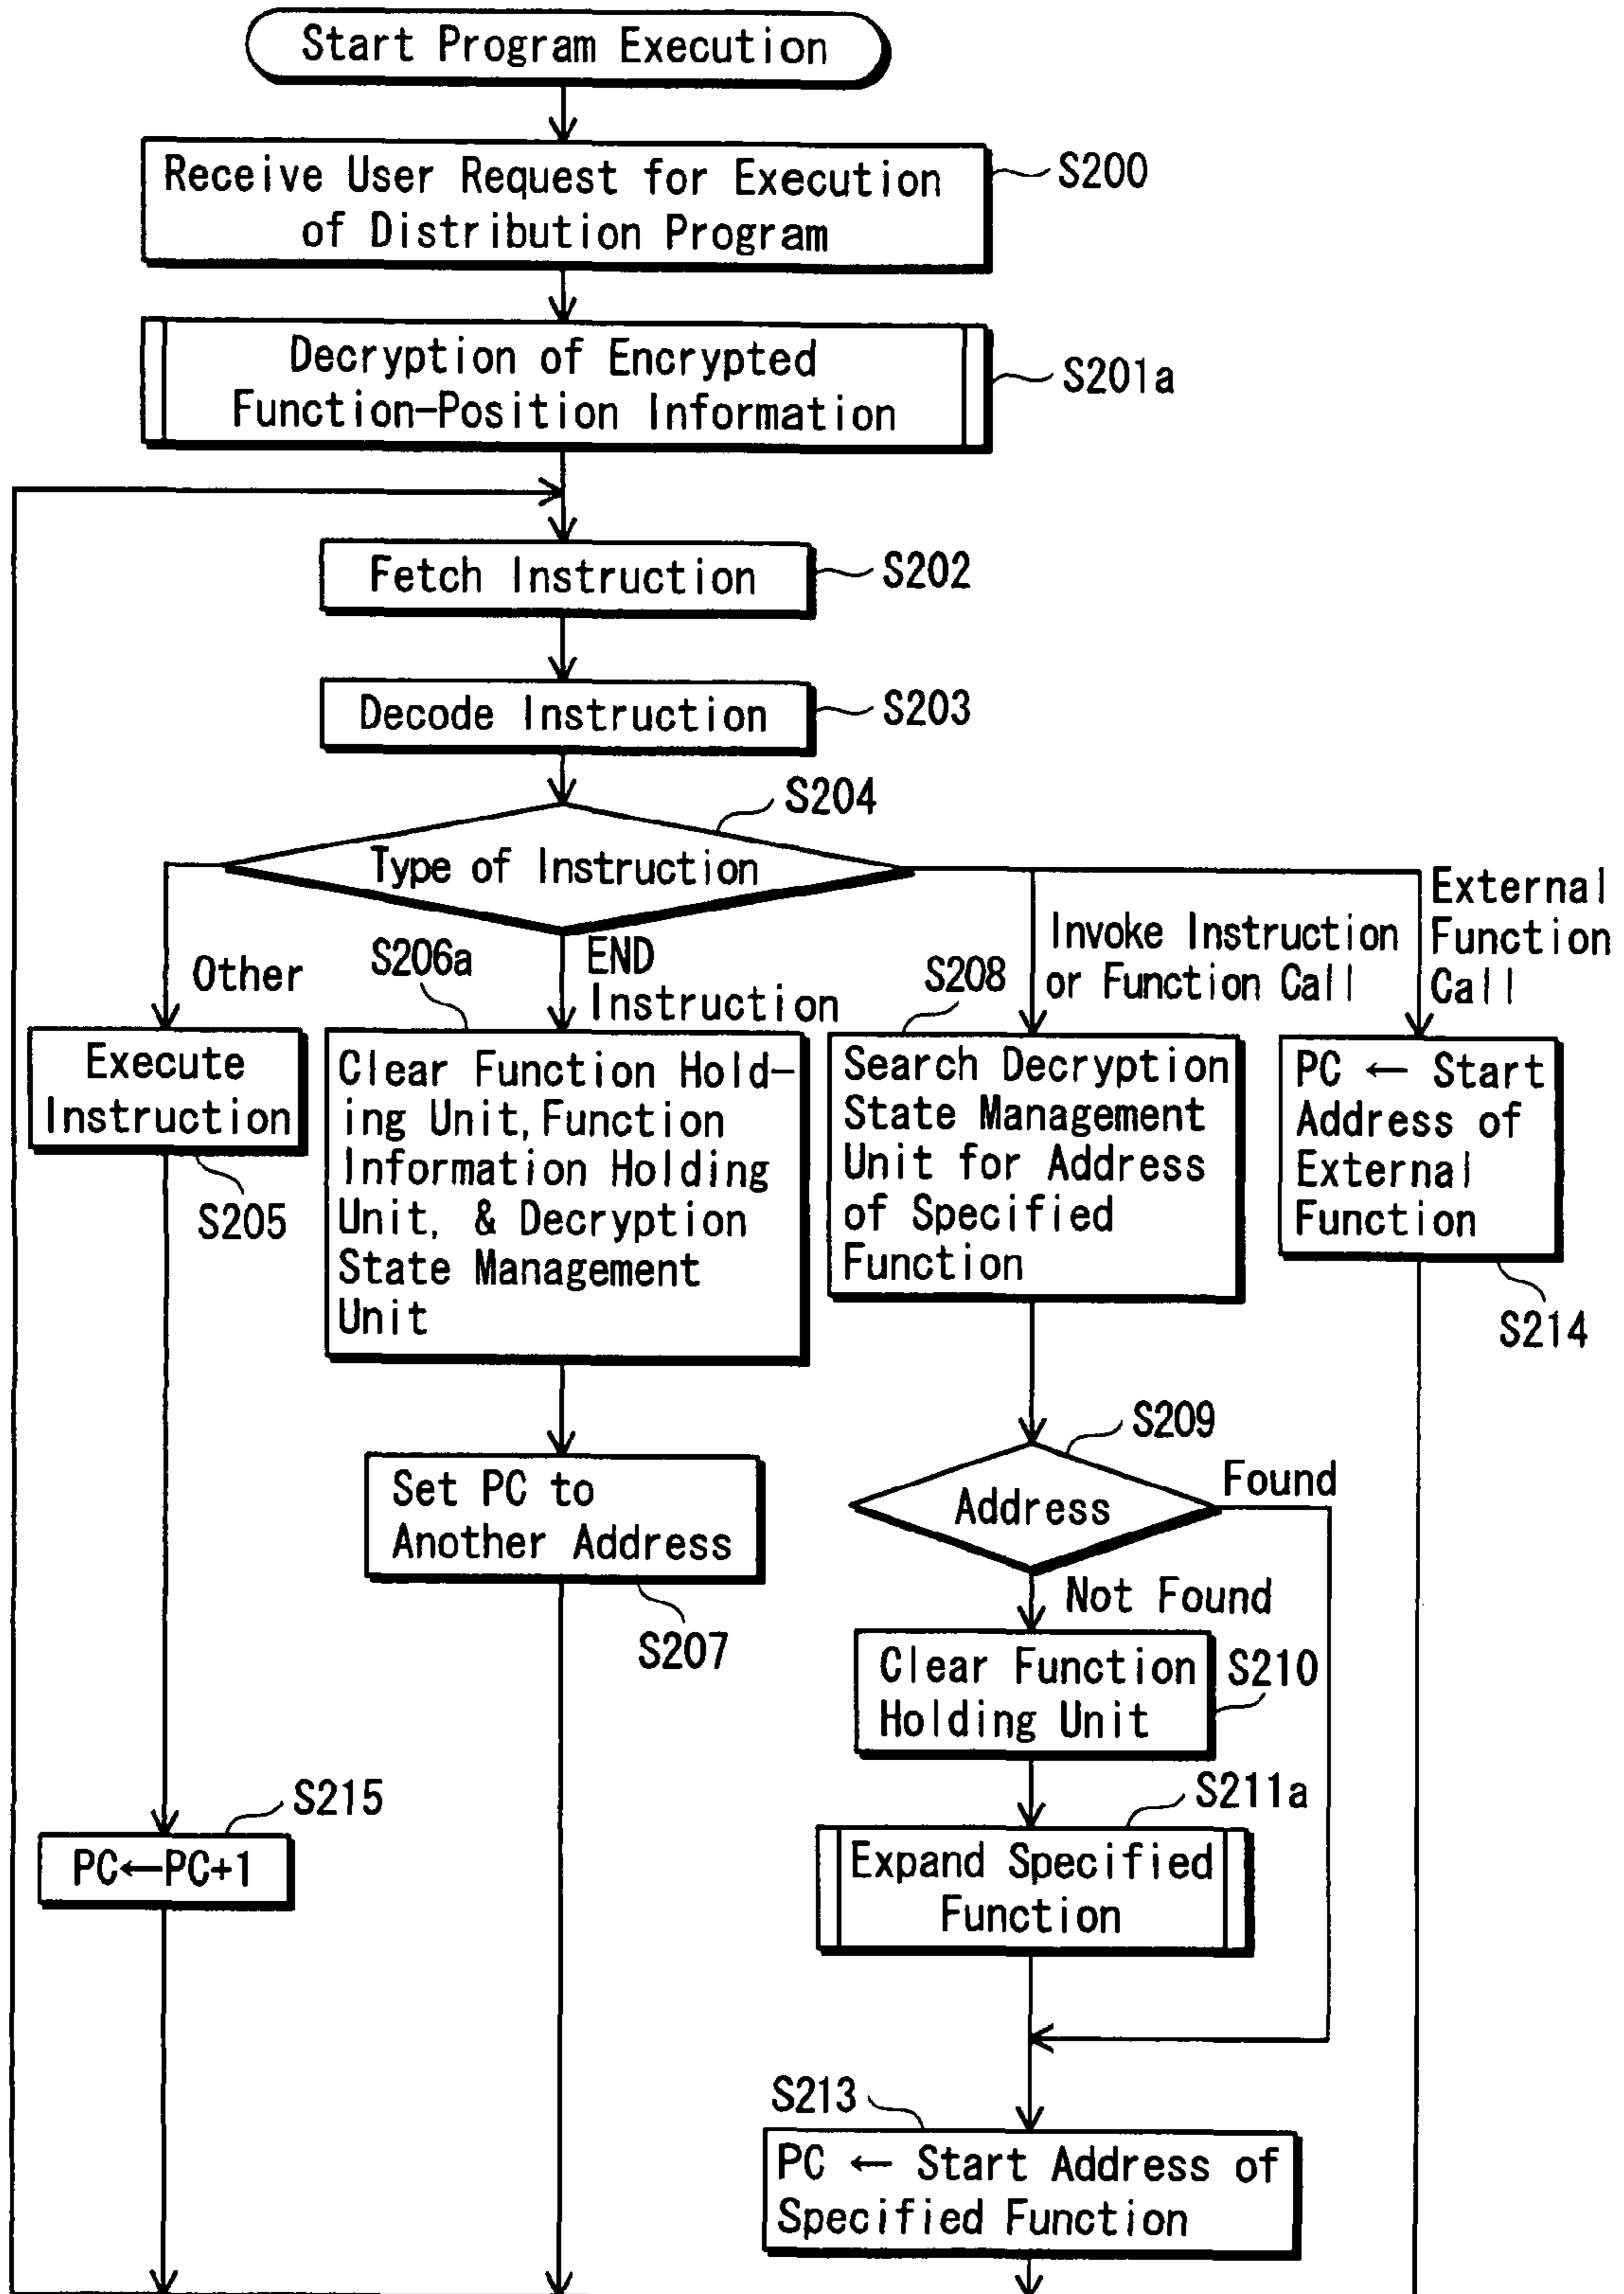 Start Program Execution
Receive User Request for Execution
of Distribution Program
S200
Decryption of Encrypted
Function-Position Information
S201a
Fetch Instruction
S202
Decode Instruction
S203
S204
Type of Instruction
Other
S206a
END
Instruction
S208
Invoke Instruction
or Function Call
External
Function
Call
Execute
Instruction
S205
Clear Function Hold-
ing Unit, Function
Information Holding
Unit, & Decryption
State Management
Unit
Search Decryption
State Management
Unit for Address
of Specified
Function
PC ← Start
Address of
External
Function
S214
Set PC to
Another Address
S207
S209
Address
Found
Not Found
Clear Function
Holding Unit
S210
S211a
Expand Specified
Function
S215
PC←PC+1
S213
PC ← Start Address of
Specified Function